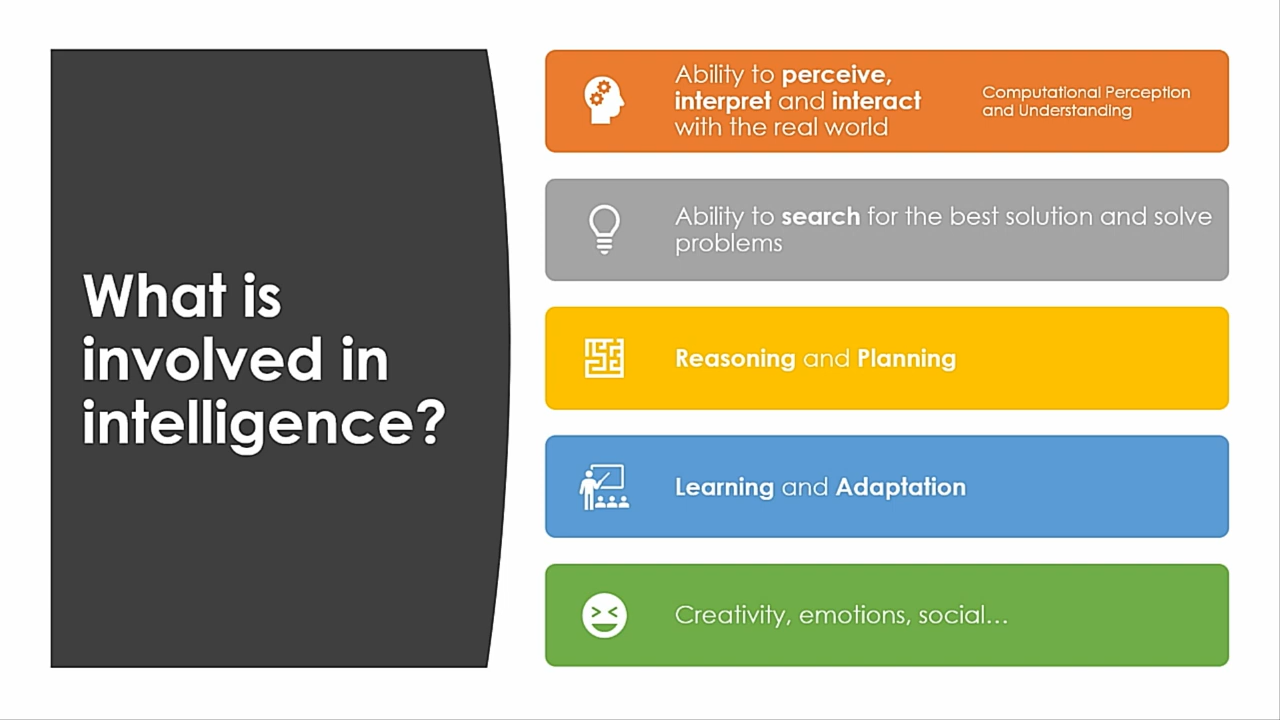 What is
involved in
intelligence?
Ability to perceive,
interpret and interact
with the real world
Computational Perception
and Understanding
Ability to search for the best solution and solve
problems
Reasoning and Planning
Learning and Adaptation
Creativity, emotions, social...